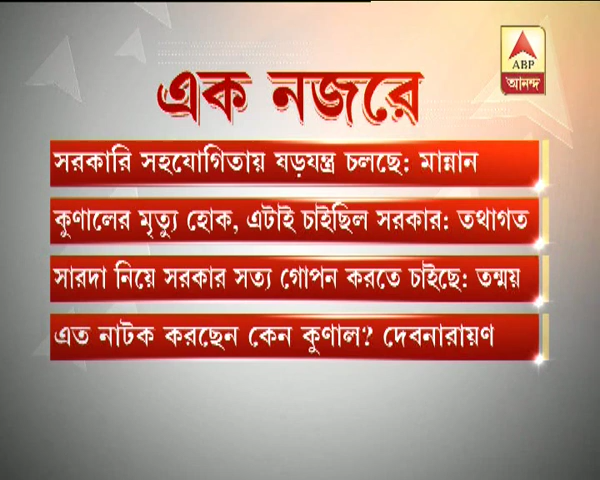 ABP
আনন্দ
এক নজরে
সরকারি সহযোগিতায় ষড়যন্ত্র চলছে: মান্নান
কুণালের মৃত্যু হোক, এটাই চাইছিল সরকার: তথাগত
সারদা নিয়ে সরকার সত্য গোপন করতে চাইছে: তন্ময়
এত নাটক করছেন কেন কুণাল? দেবনারায়ণ